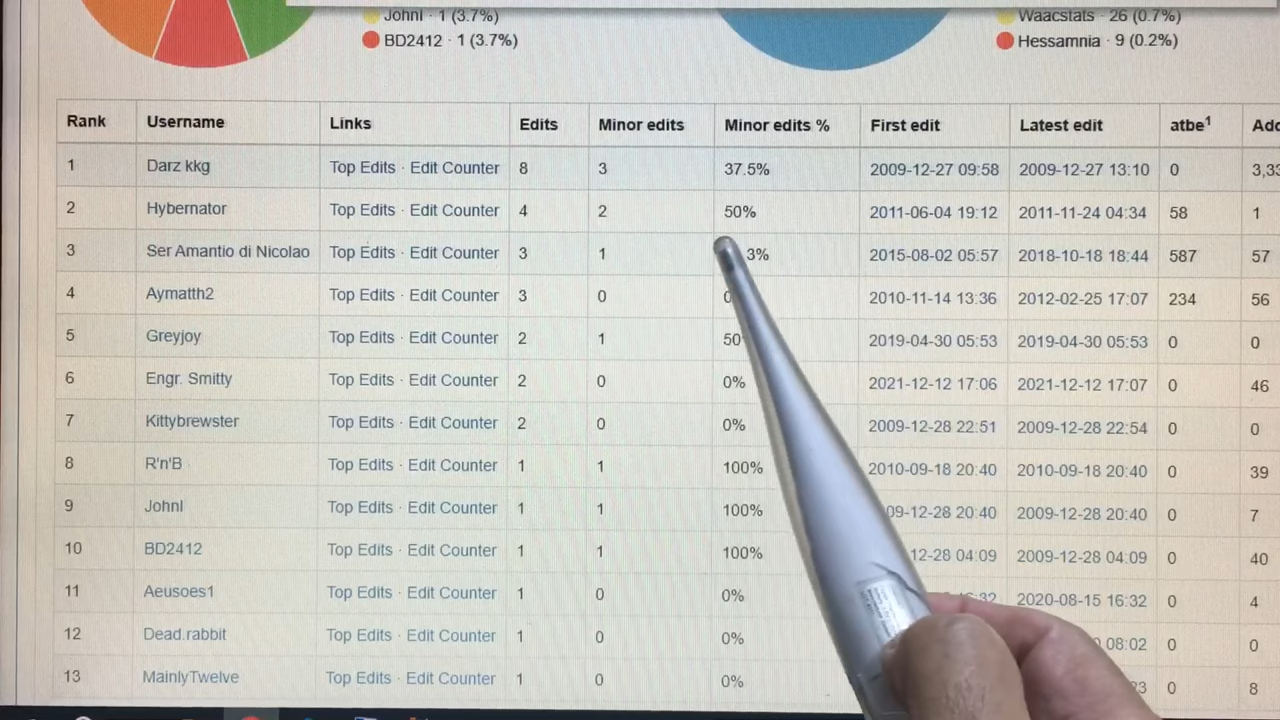 Johnl · 1 (3.7%)
BD2412 · 1 (3.7%)
Waacstats · 26 (0.7%)
Hessamnia · 9 (0.2%)
Rank Username Links Edits Minor edits Minor edits % First edit Latest edit atbe1
1 Darz kkg Top Edits · Edit Counter 8 3 37.5% 2009-12-27 09:58 2009-12-27 13:10 0
2 Hybernator Top Edits · Edit Counter 4 2 50% 2011-06-04 19:12 2011-11-24 04:34 58 1
3 Ser Amantio di Nicolao Top Edits · Edit Counter 3 1 3% 2015-08-02 05:57 2018-10-18 18:44 587 57
4 Aymatth2 Top Edits · Edit Counter 3 0 0 2010-11-14 13:36 2012-02-25 17:07 234 56
5 Greyjoy Top Edits · Edit Counter 2 1 50 2019-04-30 05:53 2019-04-30 05:53 0 0
6 Engr. Smitty Top Edits · Edit Counter 2 0 0% 2021-12-12 17:06 2021-12-12 17:07 0 46
7 Kittybrewster Top Edits · Edit Counter 2 0 0% 2009-12-28 22:51 2009-12-28 22:54 0 0
8 R'n'B Top Edits · Edit Counter 1 1 100% 2010-09-18 20:40 2010-09-18 20:40 0 39
9 Johnl Top Edits · Edit Counter 1 1 100% 09-12-28 20:40 2009-12-28 20:40 0 7
10 BD2412 Top Edits · Edit Counter 1 1 100% 12-28 04:09 2009-12-28 04:09 0 40
11 Aeusoes1 Top Edits · Edit Counter 1 0 0% 2020-08-15 16:32 0 4
12 Dead.rabbit Top Edits · Edit Counter 1 0 0% 08:02 0 0
13 MainlyTwelve Top Edits · Edit Counter 1 0 0% 0 8